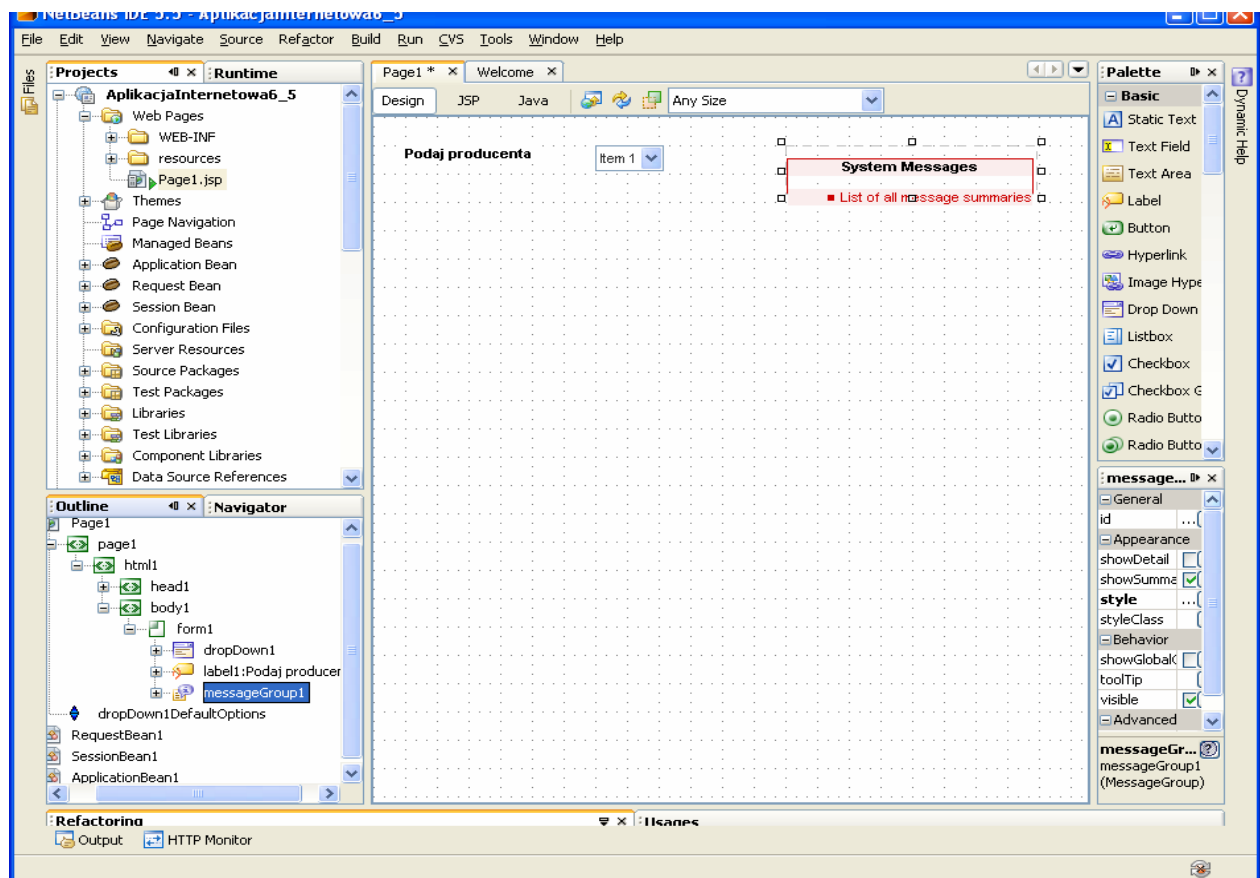 NetBeans IDE 5.5 - AplikacjaInternetowa6_5
File Edit View Navigate Source Refactor Build Run CVS Tools Window Help
Files
Projects
Runtime
AplikacjaInternetowa6_5
Web Pages
WEB-INF
resources
Page1.jsp
Themes
Page Navigation
Managed Beans
Application Bean
Request Bean
Session Bean
Configuration Files
Server Resources
Source Packages
Test Packages
Libraries
Test Libraries
Component Libraries
Data Source References
Outline
Navigator
Page1
page1
html1
head1
body1
form1
dropDown1
label1:Podaj producer
messageGroup1
dropDown1DefaultOptions
RequestBean1
SessionBean1
ApplicationBean1
Page1 *
Welcome
Design JSP Java Any Size
Podaj producenta
Item 1
System Messages
List of all message summaries
Palette
Basic
Static Text
Text Field
Text Area
Label
Button
Hyperlink
Image Hype
Drop Down
Listbox
Checkbox
Checkbox G
Radio Butto
Radio Butto
message...
General
id ...
Appearance
showDetail
showSumma
style ...
styleClass
Behavior
showGlobal
toolTip
visible
Advanced
messageGr...
messageGroup1
(MessageGroup)
Dynamic Help
Refactoring
Usages
Output
HTTP Monitor